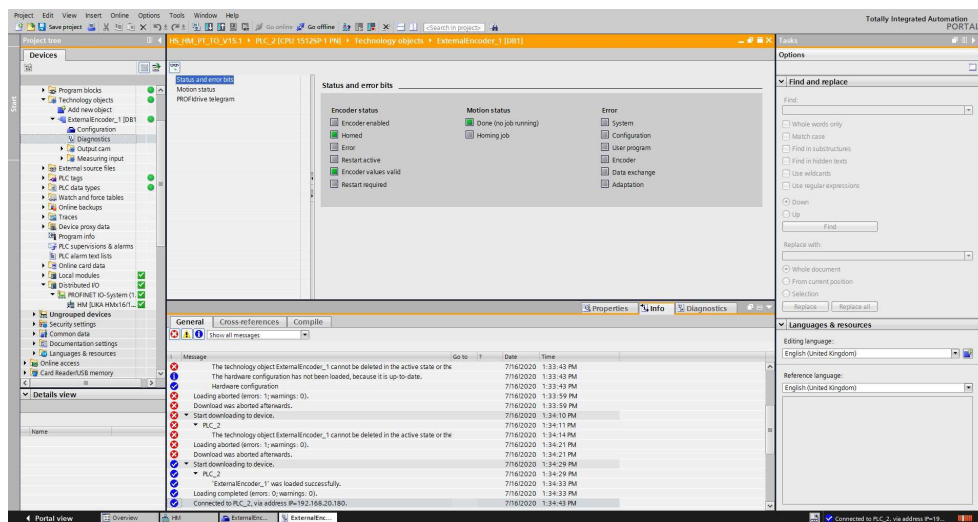 Project Edit View Insert Online Options Tools Window Help
Totally Integrated Automation
PORTAL
Save project
Go online
Go offline
<Search in project>
Project tree
HS_HM_PT_TO_V15.1 ▸ PLC_2 [CPU 1512SP-1 PN] ▸ Technology objects ▸ ExternalEncoder_1 [DB1]
Tasks
Devices
Options
Start
Program blocks
Technology objects
Add new object
ExternalEncoder_1 [DB1
Configuration
Diagnostics
Output cam
Measuring input
External source files
PLC tags
PLC data types
Watch and force tables
Online backups
Traces
Device proxy data
Program info
PLC supervisions & alarms
PLC alarm text lists
Online card data
Local modules
Distributed I/O
PROFINET IO-System (1...
HM [LIKA HMx16/1...
Ungrouped devices
Security settings
Common data
Documentation settings
Languages & resources
Online access
Card Reader/USB memory
Details view
Name
Status and error bits
Motion status
PROFIdrive telegram
Status and error bits
Encoder status
Encoder enabled
Homed
Error
Restart active
Encoder values valid
Restart required
Motion status
Done (no job running)
Homing job
Error
System
Configuration
User program
Encoder
Data exchange
Adaptation
Properties
Info
Diagnostics
General
Cross-references
Compile
Show all messages
! Message Go to ? Date Time
The technology object ExternalEncoder_1 cannot be deleted in the active state or the 7/16/2020 1:33:43 PM
The hardware configuration has not been loaded, because it is up-to-date. 7/16/2020 1:33:43 PM
Hardware configuration 7/16/2020 1:33:43 PM
Loading aborted (errors: 1; warnings: 0). 7/16/2020 1:33:59 PM
Download was aborted afterwards. 7/16/2020 1:33:59 PM
Start downloading to device. 7/16/2020 1:34:10 PM
PLC_2 7/16/2020 1:34:11 PM
The technology object ExternalEncoder_1 cannot be deleted in the active state or the 7/16/2020 1:34:14 PM
Loading aborted (errors: 1; warnings: 0). 7/16/2020 1:34:21 PM
Download was aborted afterwards. 7/16/2020 1:34:21 PM
Start downloading to device. 7/16/2020 1:34:29 PM
PLC_2 7/16/2020 1:34:29 PM
'ExternalEncoder_1' was loaded successfully. 7/16/2020 1:34:33 PM
Loading completed (errors: 0; warnings: 0). 7/16/2020 1:34:33 PM
Connected to PLC_2, via address IP=192.168.20.180. 7/16/2020 1:34:43 PM
Find and replace
Find:
Whole words only
Match case
Find in substructures
Find in hidden texts
Use wildcards
Use regular expressions
Down
Up
Find
Replace with:
Whole document
From current position
Selection
Replace
Replace all
Languages & resources
Editing language:
English (United Kingdom)
Reference language:
English (United Kingdom)
Portal view
Overview
HM
ExternalEnc...
ExternalEnc...
Connected to PLC_2, via address IP=19...